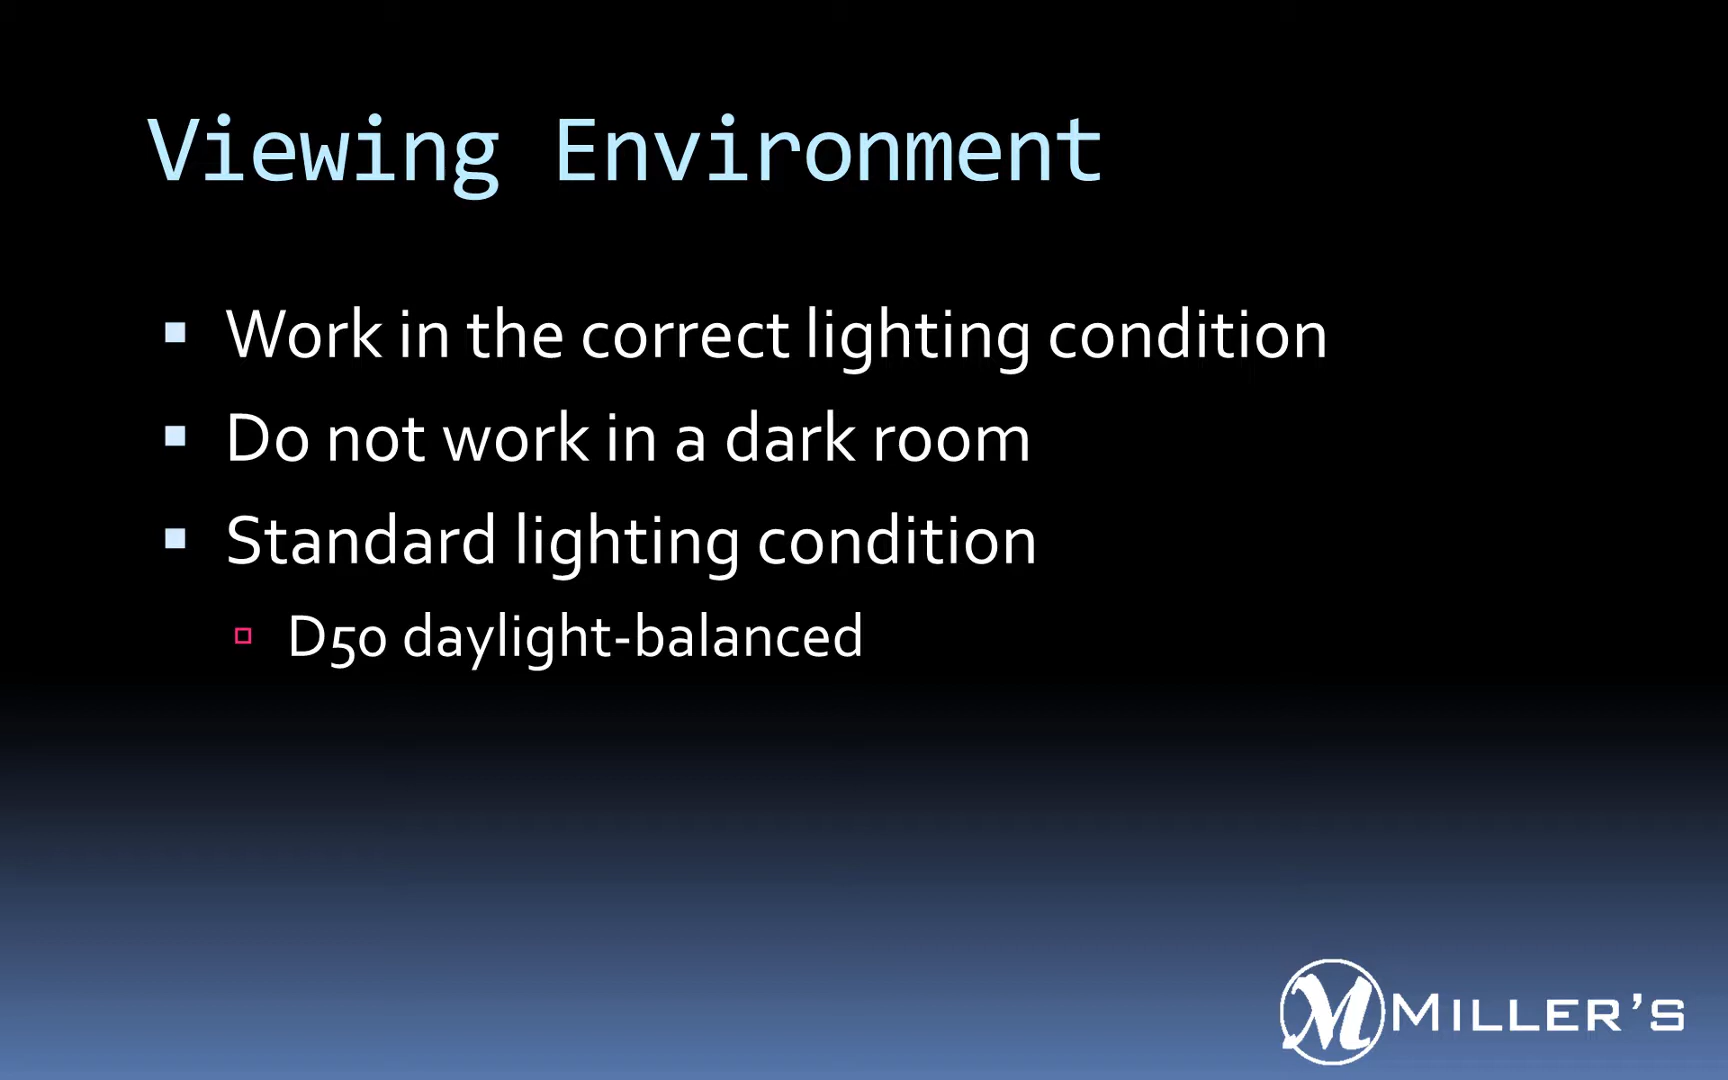 Viewing Environment
Work in the correct lighting condition
Do not work in a dark room
Standard lighting condition
D50 daylight-balanced
M MILLER'S